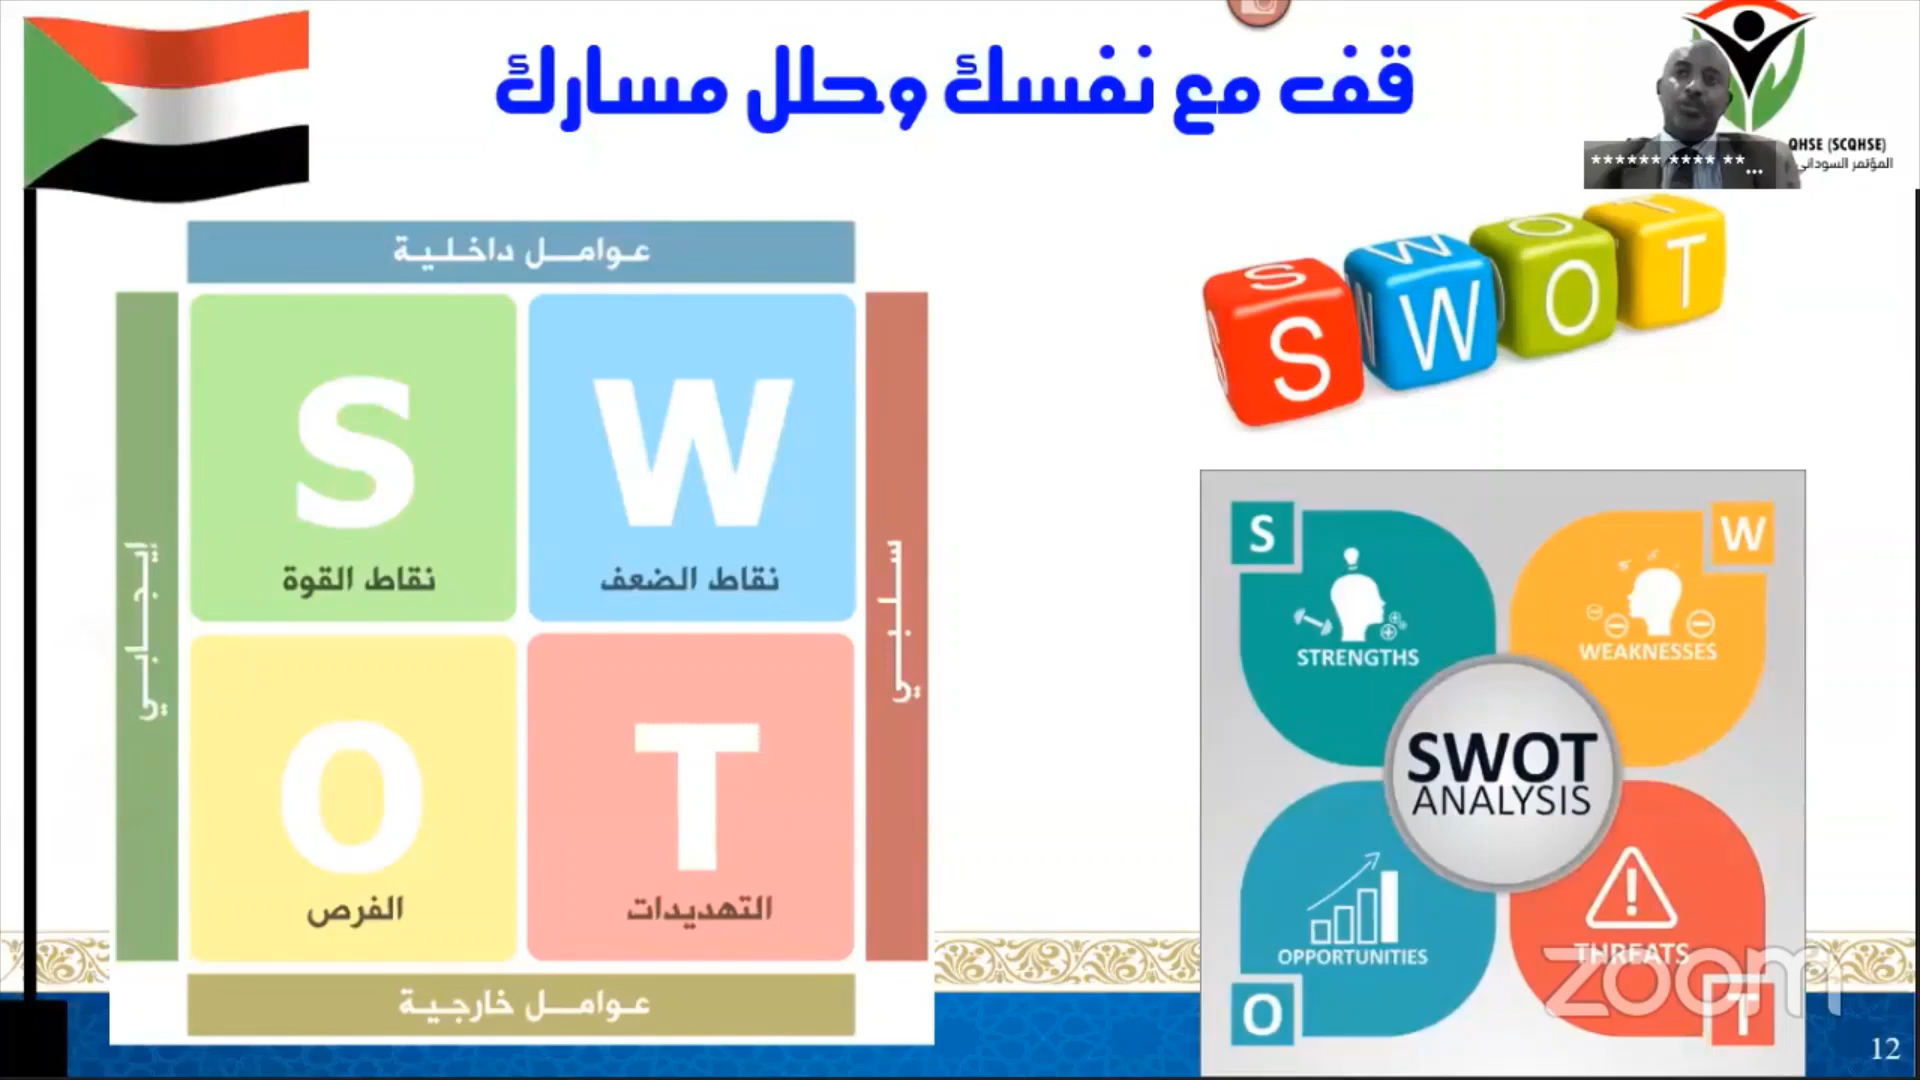 قف مع نفسك وحلل مسارك
QHSE (SCQHSE)
المؤتمر السوداني
****** **** **...
عوامل داخلية
إيجابي
سلبي
S
نقاط القوة
W
نقاط الضعف
O
الفرص
T
التهديدات
عوامل خارجية
S
W
O
T
S
W
O
T
S
STRENGTHS
W
WEAKNESSES
SWOT
ANALYSIS
OPPORTUNITIES
O
THREATS
T
zoom
12